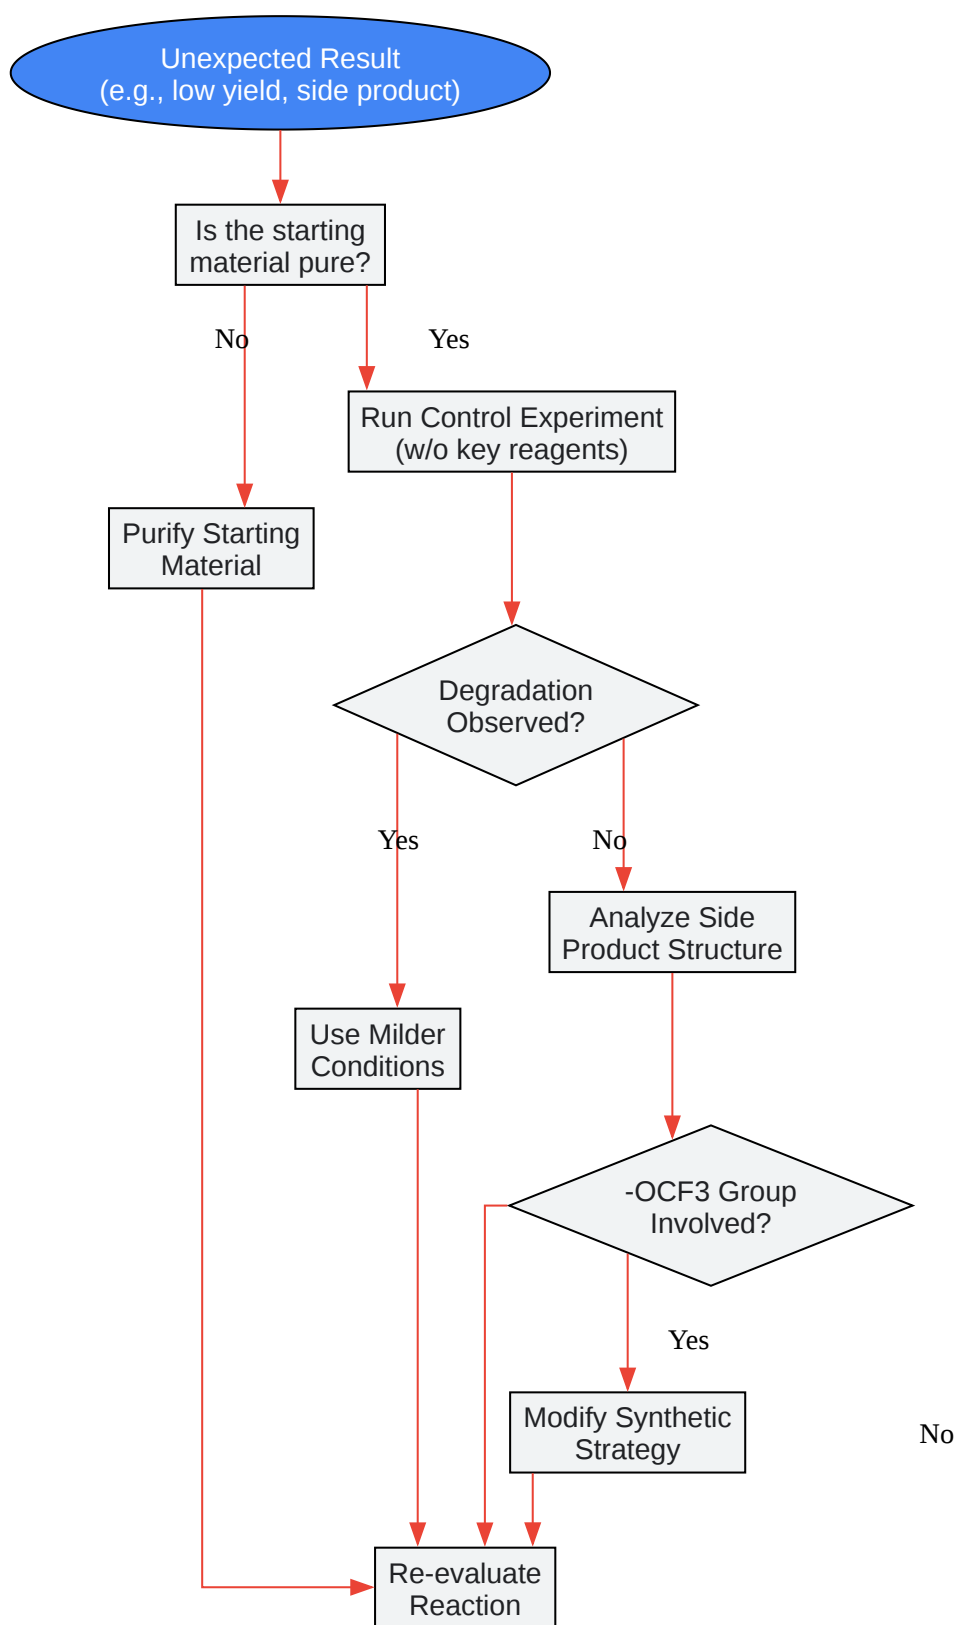 Unexpected Result
(e.g., low yield, side product)
Is the starting
material pure?
No
Yes
Run Control Experiment
(w/o key reagents)
Purify Starting
Material
Degradation
Observed?
Yes
No
Analyze Side
Product Structure
Use Milder
Conditions
-OCF3 Group
Involved?
Yes
Modify Synthetic
Strategy
No
Re-evaluate
Reaction